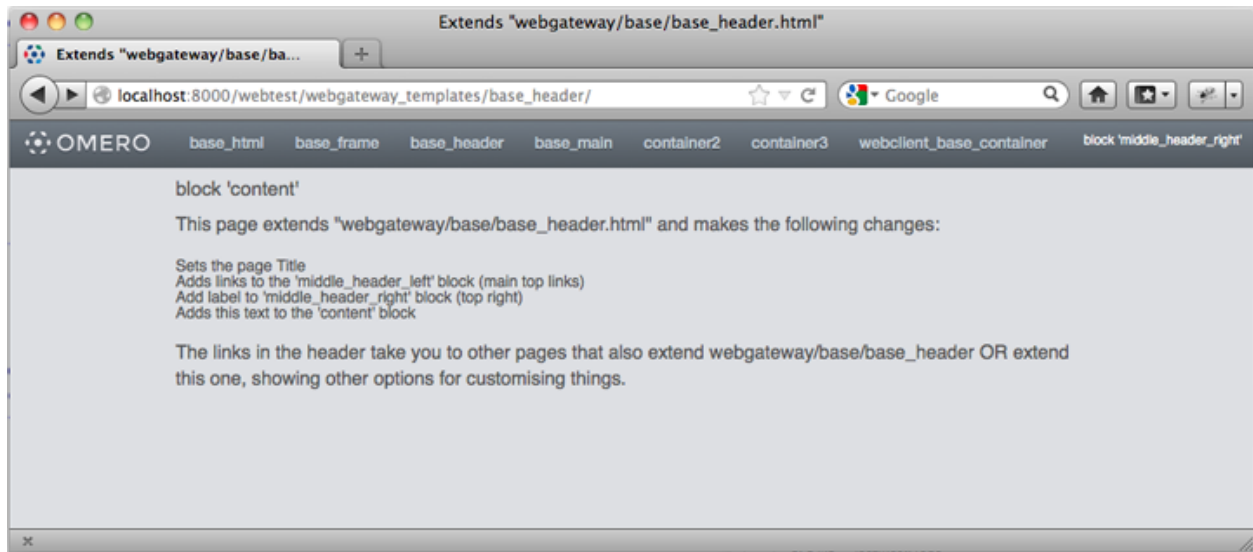 Extends "webgateway/base/base_header.html"
Extends "webgateway/base/ba...
localhost:8000/webtest/webgateway_templates/base_header/ Google
OMERO base_html base_frame base_header base_main container2 container3 webclient_base_container block 'middle_header_right'
block 'content'
This page extends "webgateway/base/base_header.html" and makes the following changes:
Sets the page Title
Adds links to the 'middle_header_left' block (main top links)
Add label to 'middle_header_right' block (top right)
Adds this text to the 'content' block
The links in the header take you to other pages that also extend webgateway/base/base_header OR extend
this one, showing other options for customising things.